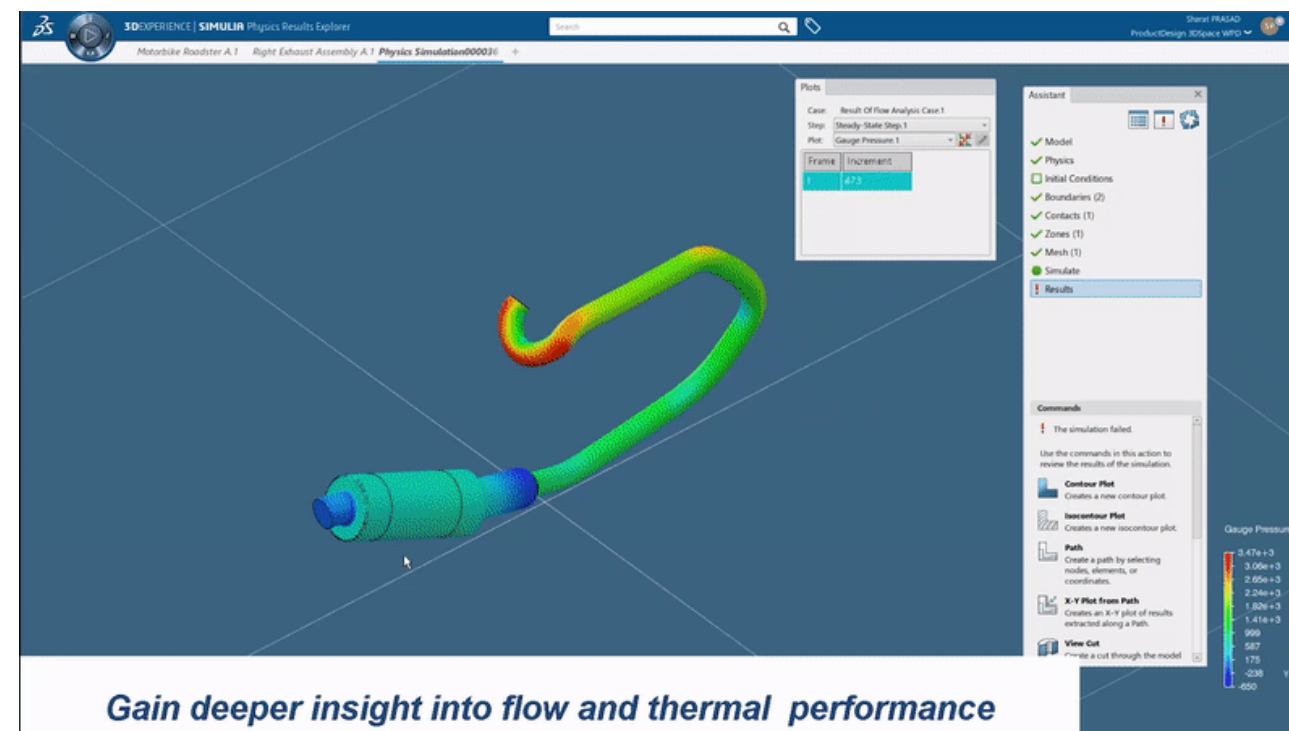 3DEXPERIENCE | SIMULIA Physics Results Explorer
Search
Sharat PRASAD
ProductDesign 3DSpace WPD
SP
Motorbike Roadster A.1 Right Exhaust Assembly A.1 Physics Simulation000036 +
Plots
Case: Result Of Flow Analysis Case.1
Step: Steady-State Step.1
Plot: Gauge Pressure.1
Frame Increment
1 473
Assistant
Model
Physics
Initial Conditions
Boundaries (2)
Contacts (1)
Zones (1)
Mesh (1)
Simulate
Results
Commands
The simulation failed.
Use the commands in this action to
review the results of the simulation.
Contour Plot
Creates a new contour plot.
Isocontour Plot
Creates a new isocontour plot.
Path
Create a path by selecting
nodes, elements, or
coordinates.
X-Y Plot from Path
Creates an X-Y plot of results
extracted along a Path.
View Cut
Create a cut through the model
Gauge Pressur
3.47e+3
3.06e+3
2.65e+3
2.24e+3
1.82e+3
1.41e+3
999
587
175
-238
-650
Y
Gain deeper insight into flow and thermal performance